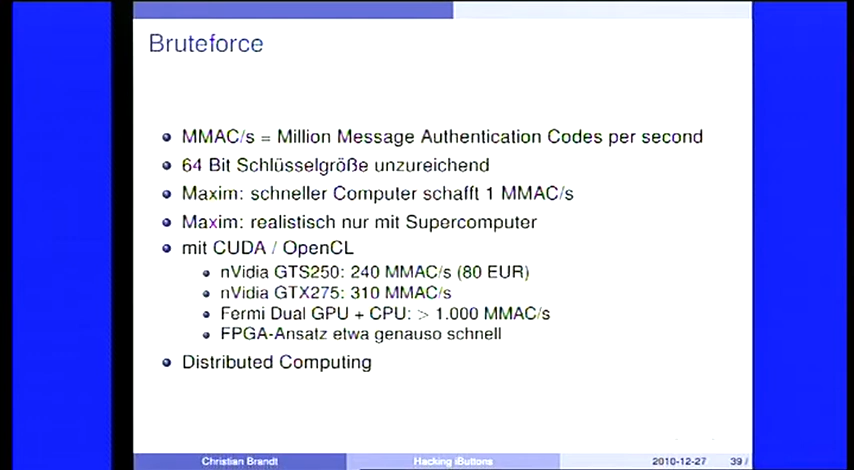 Bruteforce
MMAC/s = Million Message Authentication Codes per second
64 Bit Schlüsselgröße unzureichend
Maxim: schneller Computer schafft 1 MMAC/s
Maxim: realistisch nur mit Supercomputer
mit CUDA / OpenCL
nVidia GTS250: 240 MMAC/s (80 EUR)
nVidia GTX275: 310 MMAC/s
Fermi Dual GPU + CPU: > 1.000 MMAC/s
FPGA-Ansatz etwa genauso schnell
Distributed Computing
Christian Brandt Hacking iButtons 2010-12-27 39 /